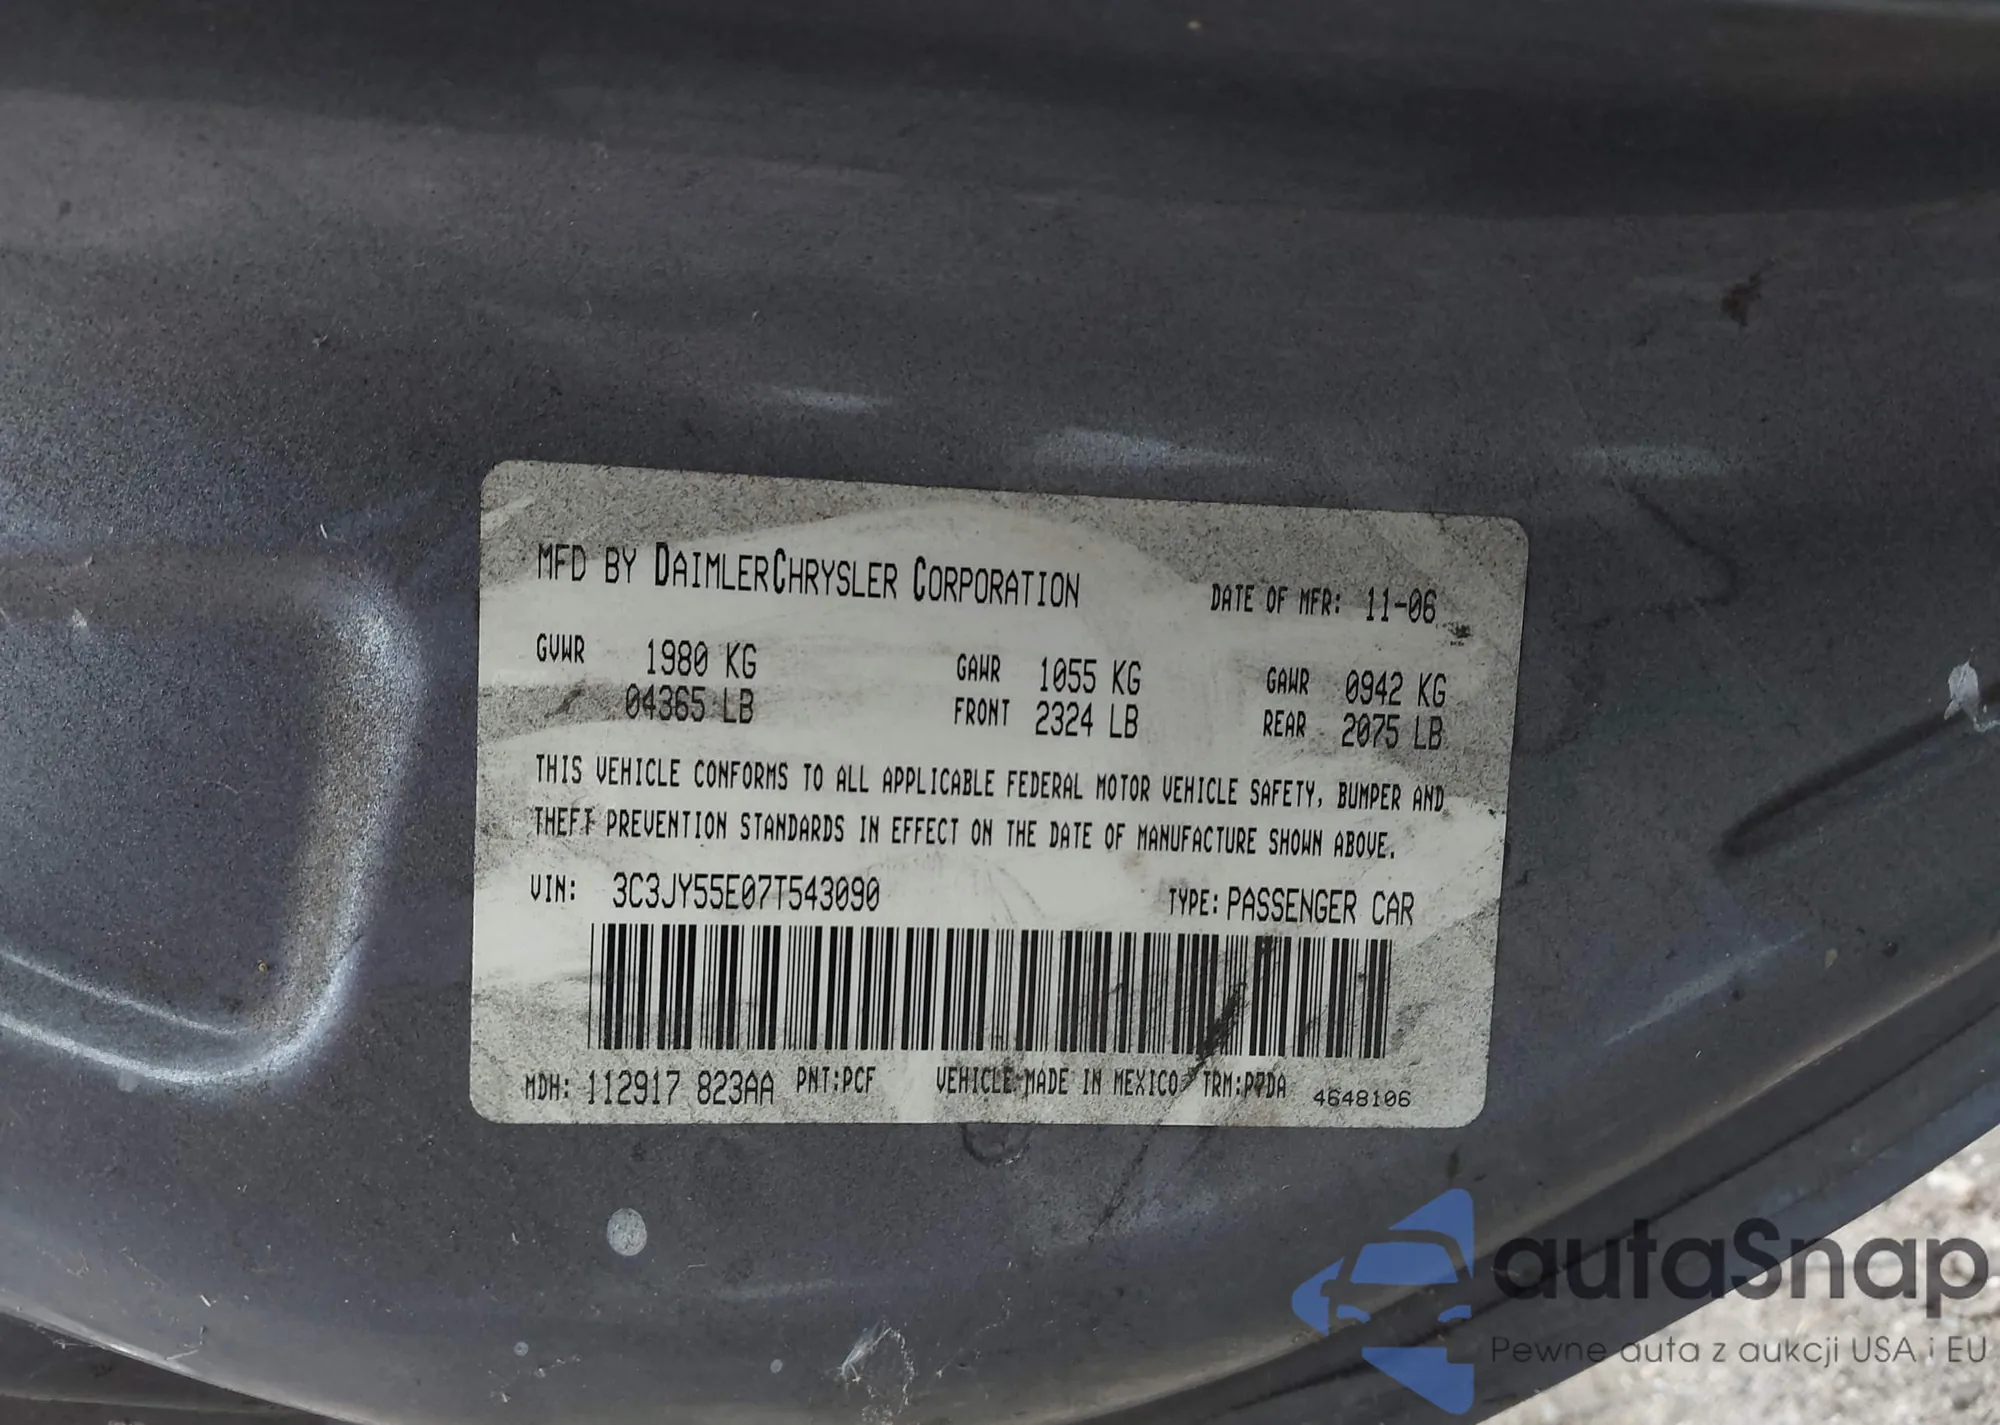 MFD BY DAIMLERCHRYSLER CORPORATION DATE OF MFR: 11-06
GVWR 1980 KG GAWR 1055 KG GAWR 0942 KG
04365 LB FRONT 2324 LB REAR 2075 LB
THIS VEHICLE CONFORMS TO ALL APPLICABLE FEDERAL MOTOR VEHICLE SAFETY, BUMPER AND
THEFT PREVENTION STANDARDS IN EFFECT ON THE DATE OF MANUFACTURE SHOWN ABOVE.
VIN: 3C3JY55E07T543090 TYPE: PASSENGER CAR
MDH: 112917 823AA PNT:PCF VEHICLE MADE IN MEXICO TRM:P7DA 4648106
autaSnap
Pewne auta z aukcji USA i EU